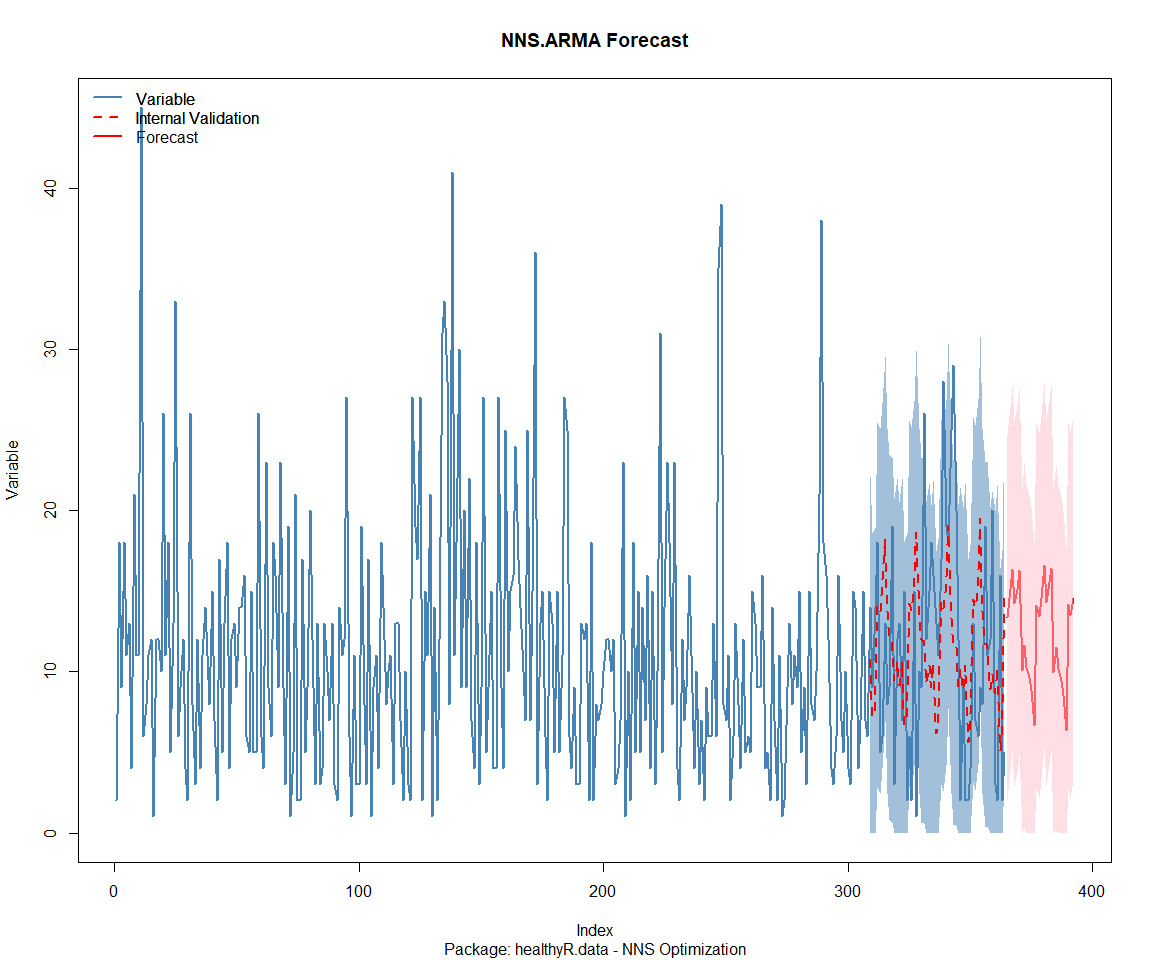 NNS.ARMA Forecast
Variable
Internal Validation
Forecast
Variable
40
30
20
10
0
0 100 200 300 400
Index
Package: healthyR.data - NNS Optimization